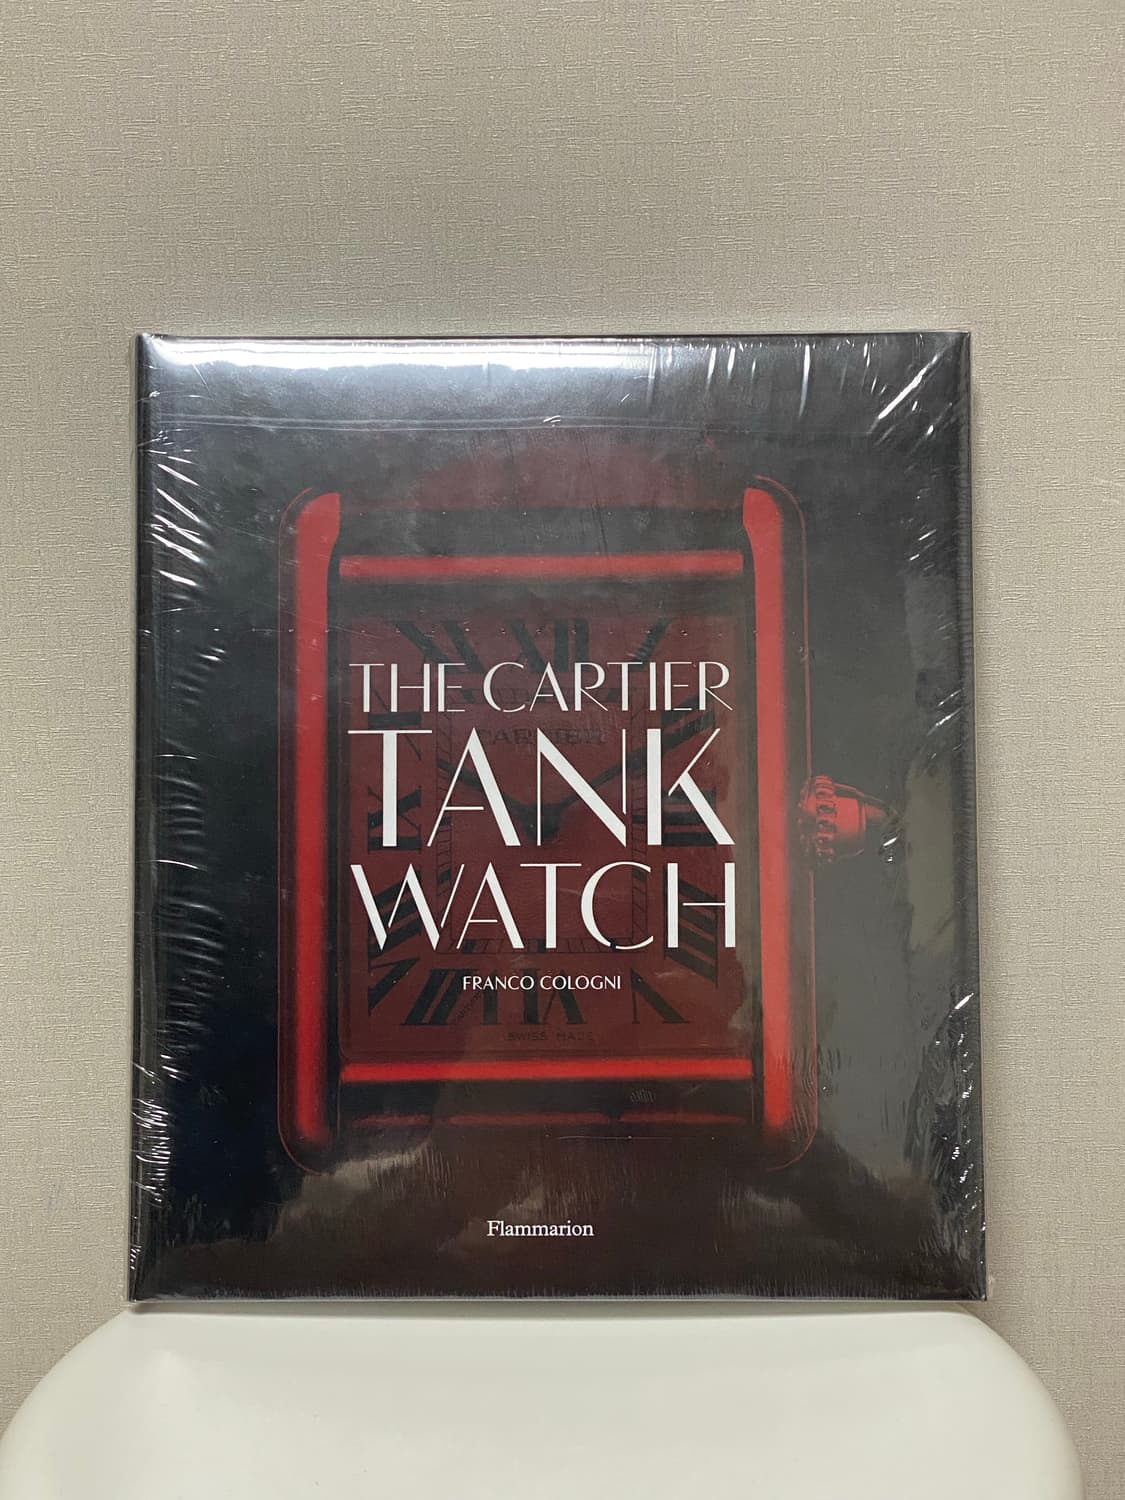 THE CARTIER
TANK
WATCH
FRANCO COLOGNI
SWISS MADE
Flammarion